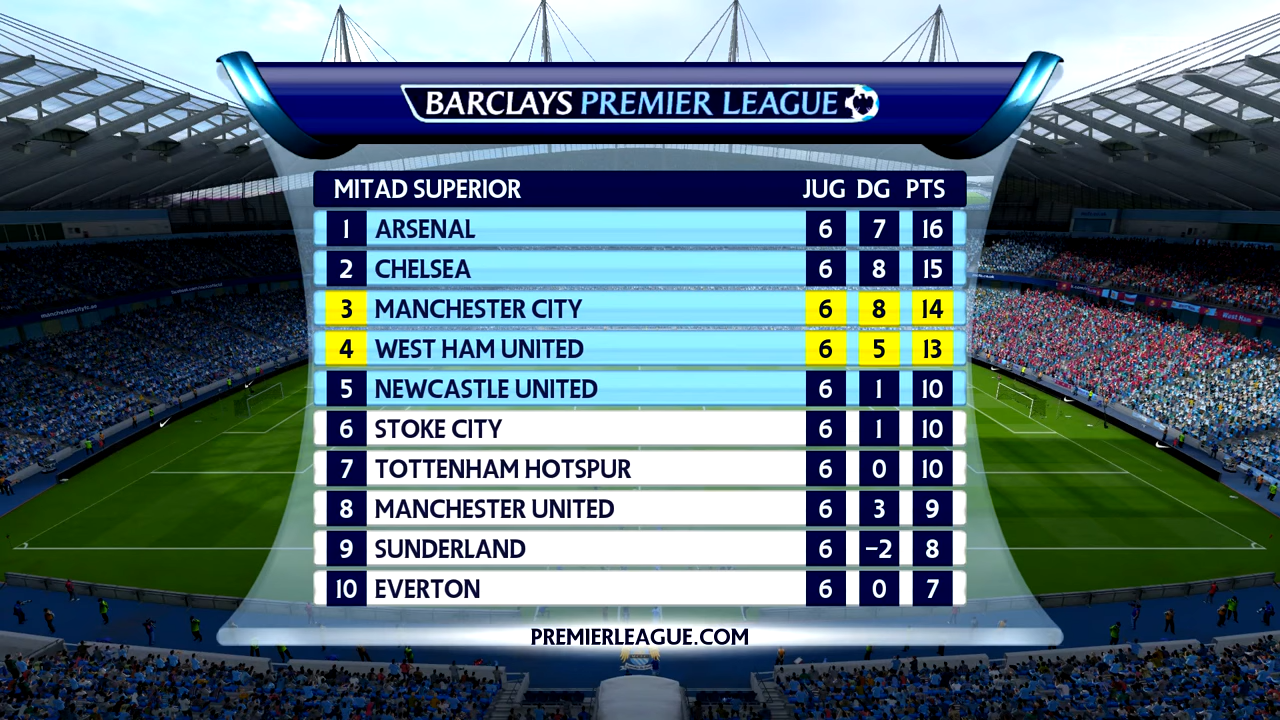 BARCLAYS PREMIER LEAGUE
MITAD SUPERIOR JUG DG PTS
1 ARSENAL 6 7 16
2 CHELSEA 6 8 15
3 MANCHESTER CITY 6 8 14
4 WEST HAM UNITED 6 5 13
5 NEWCASTLE UNITED 6 1 10
6 STOKE CITY 6 1 10
7 TOTTENHAM HOTSPUR 6 0 10
8 MANCHESTER UNITED 6 3 9
9 SUNDERLAND 6 -2 8
10 EVERTON 6 0 7
PREMIERLEAGUE.COM
West Ham